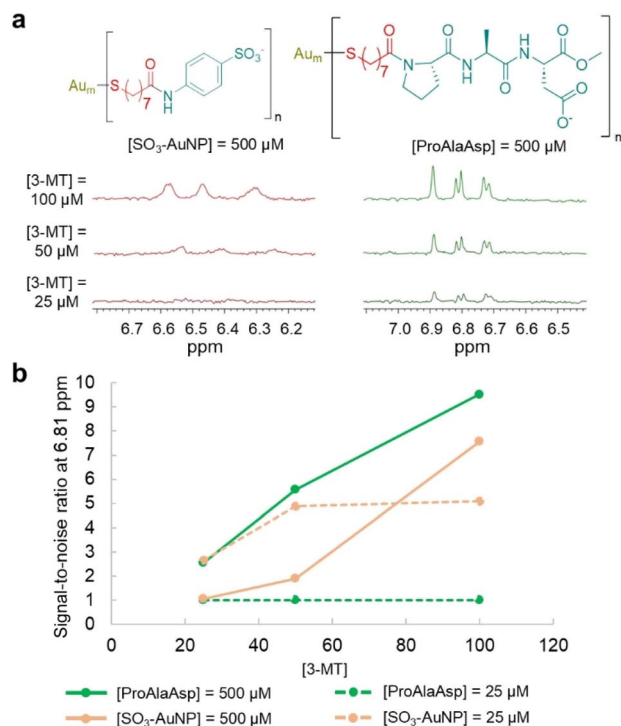 a
Au_m S 7 O N H SO₃⁻ n
Au_m S 7 O N O N H O H N O O O O⁻ n
[SO₃-AuNP] = 500 µM
[ProAlaAsp] = 500 µM
[3-MT] =
100 µM
[3-MT] =
50 µM
[3-MT] =
25 µM
6.7 6.6 6.5 6.4 6.3 6.2
ppm
7.0 6.9 6.8 6.7 6.6 6.5
ppm
b
Signal-to-noise ratio at 6.81 ppm
10
9
8
7
6
5
4
3
2
1
0
0 20 40 60 80 100 120
[3-MT]
[ProAlaAsp] = 500 µM
[ProAlaAsp] = 25 µM
[SO₃-AuNP] = 500 µM
[SO₃-AuNP] = 25 µM